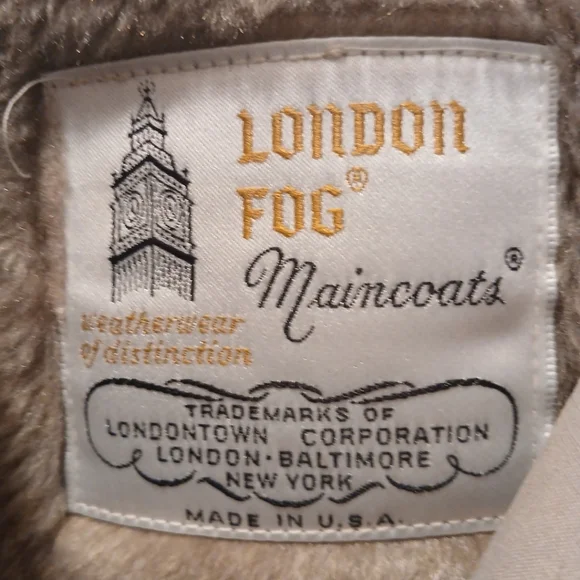 LONDON
FOG®
Maincoats®
weatherwear
of distinction
TRADEMARKS OF
LONDONTOWN CORPORATION
LONDON·BALTIMORE
NEW YORK
MADE IN U.S.A.